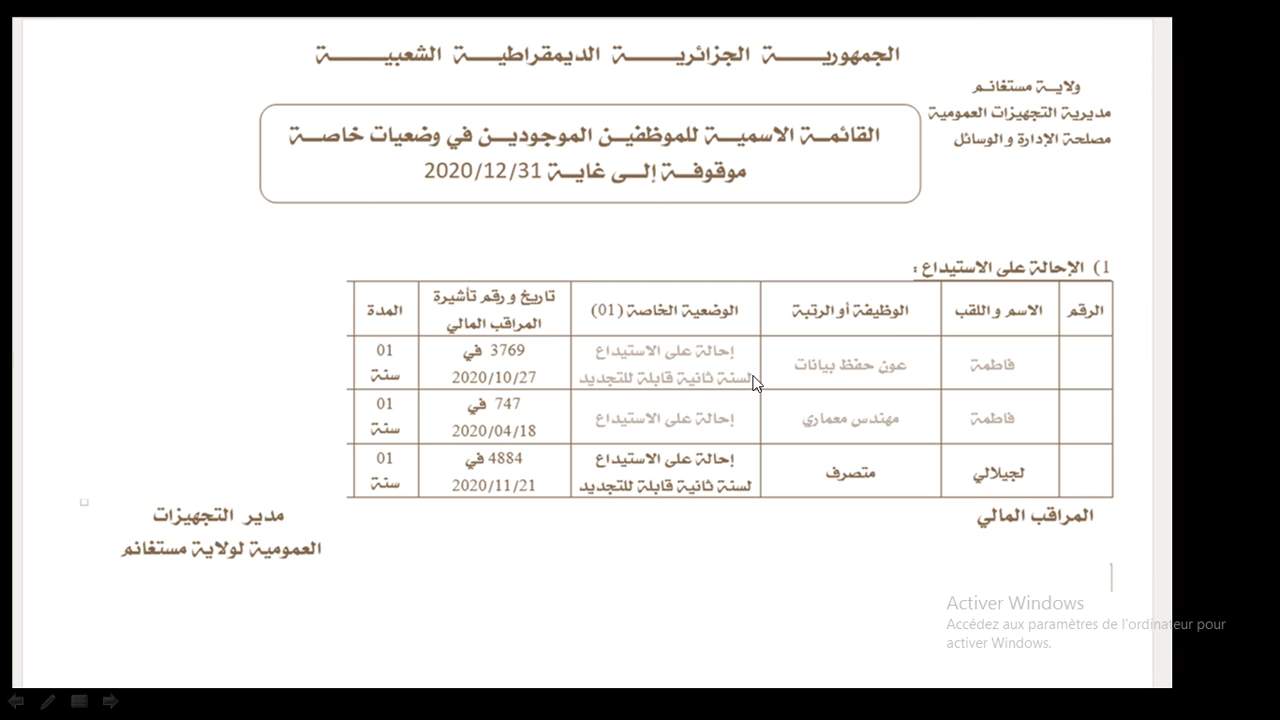 الجمهورية الجزائرية الديمقراطية الشعبية
ولاية مستغانم
مديرية التجهيزات العمومية
مصلحة الإدارة والوسائل
القائمة الاسمية للموظفين الموجودين في وضعيات خاصة
موقوفة إلى غاية 2020/12/31
1) الإحالة على الاستيداع :
الرقم الاسم واللقب الوظيفة أو الرتبة الوضعية الخاصة (01) تاريخ ورقم تأشيرة المراقب المالي المدة
فاطمة عون حفظ بيانات إحالة على الاستيداع لسنة ثانية قابلة للتجديد 3769 في 2020/10/27 01 سنة
فاطمة مهندس معماري إحالة على الاستيداع 747 في 2020/04/18 01 سنة
لجيلالي متصرف إحالة على الاستيداع لسنة ثانية قابلة للتجديد 4884 في 2020/11/21 01 سنة
المراقب المالي
مدير التجهيزات
العمومية لولاية مستغانم
Activer Windows
Accédez aux paramètres de l'ordinateur pour
activer Windows.